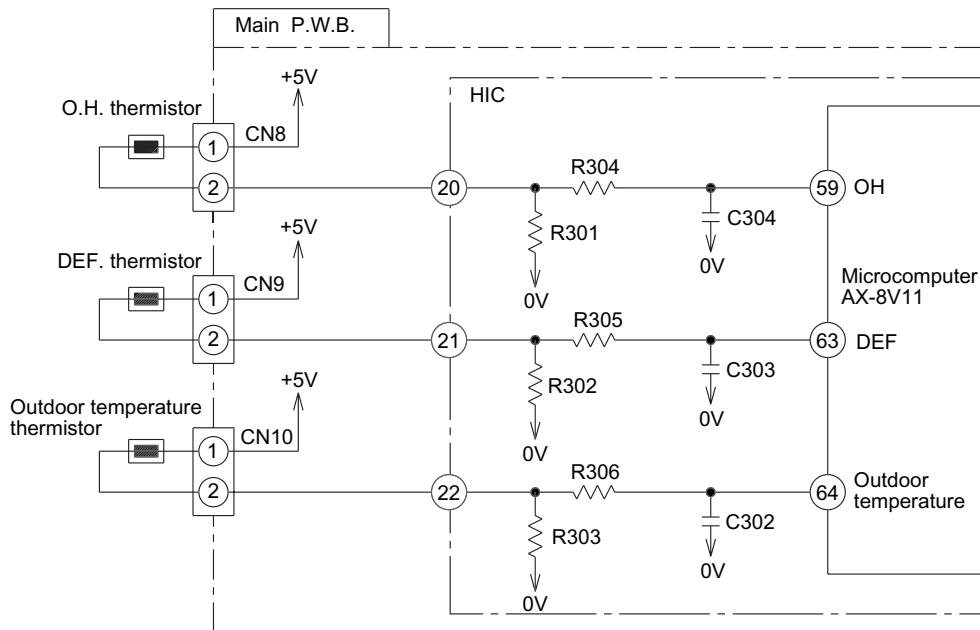 Main P.W.B.
+5V
HIC
O.H. thermistor
1
CN8
2
20
R304
59
OH
R301
C304
0V
0V
+5V
DEF. thermistor
1
CN9
2
21
R305
63
DEF
Microcomputer
AX-8V11
R302
C303
0V
0V
+5V
Outdoor temperature
thermistor
1
CN10
2
22
R306
64
Outdoor
temperature
R303
C302
0V
0V